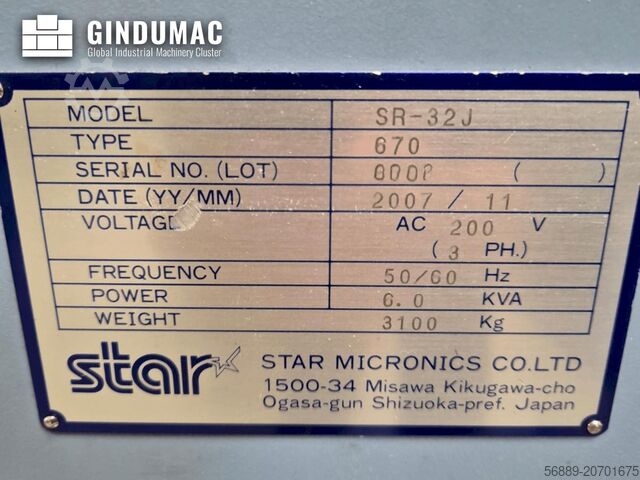 GINDUMAC
Global Industrial Machinery Cluster
MODEL SR-32J
TYPE 670
SERIAL NO. (LOT) ( )
DATE (YY/MM) 2007 / 11
VOLTAGE AC 200 V
( 3 PH.)
FREQUENCY 50/60 Hz
POWER 6.0 KVA
WEIGHT 3100 Kg
star STAR MICRONICS CO.LTD
1500-34 Misawa Kikugawa-cho
Ogasa-gun Shizuoka-pref. Japan
56889-20701675